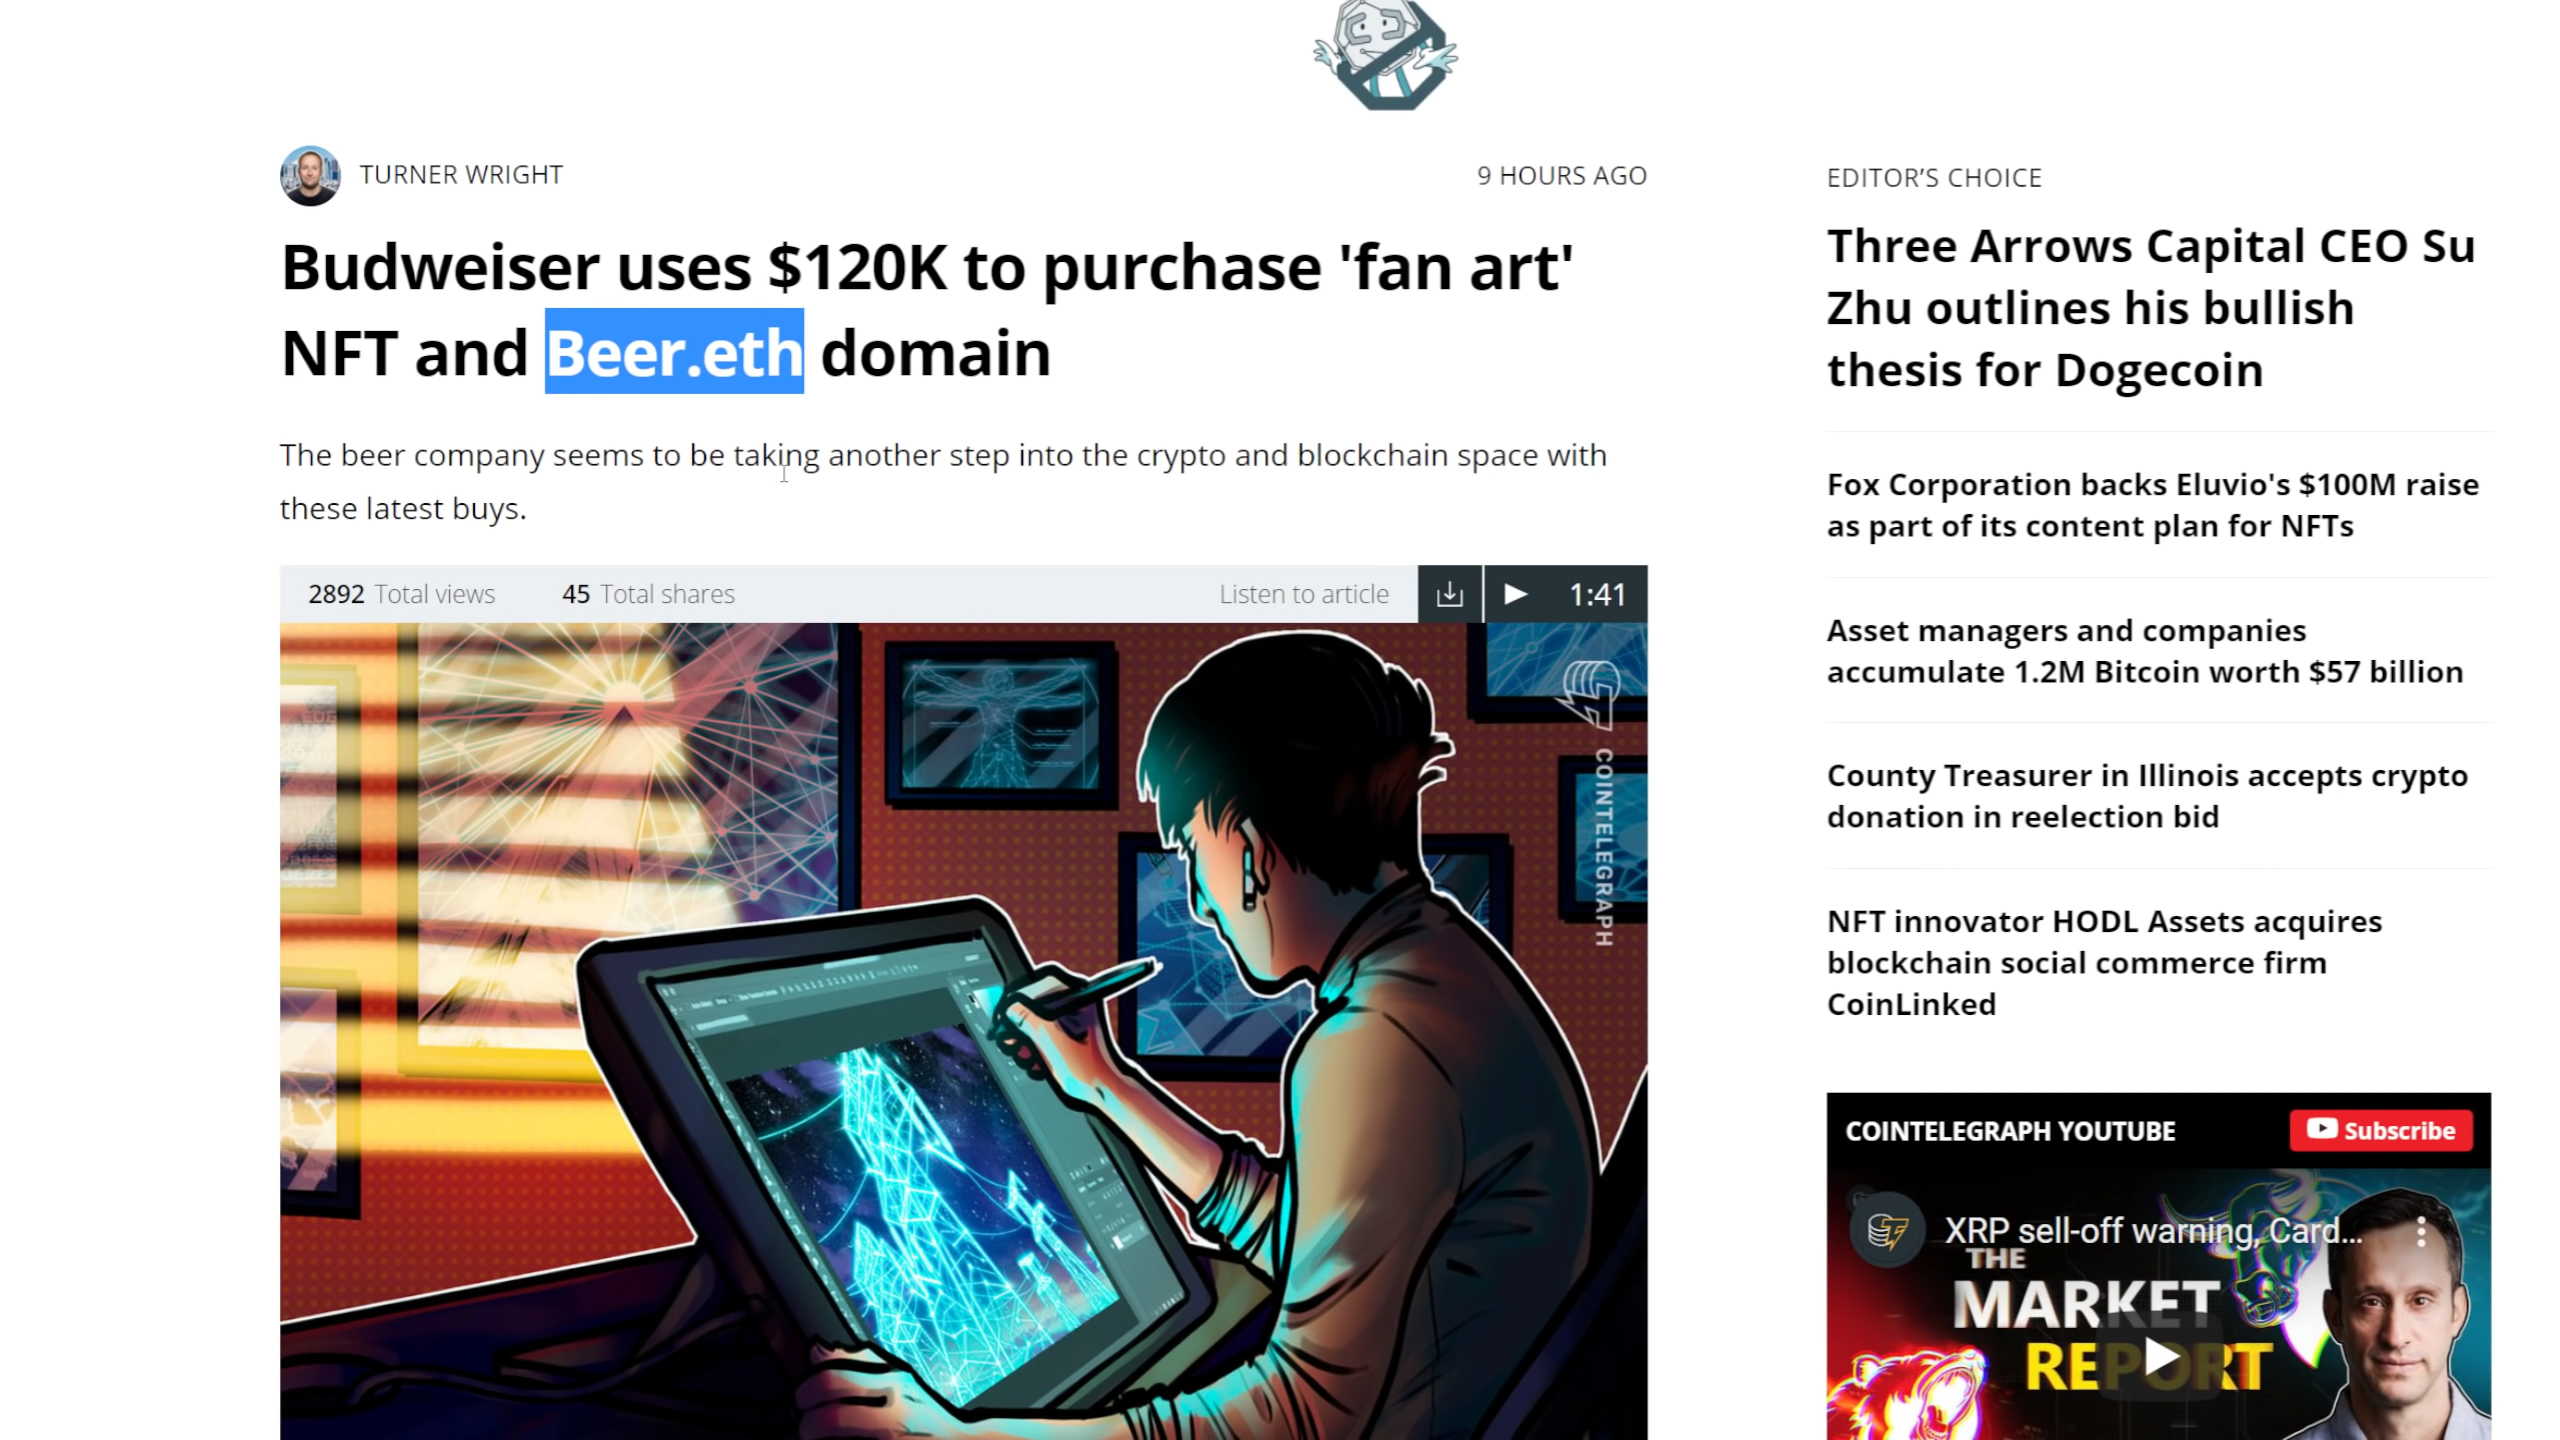 TURNER WRIGHT
9 HOURS AGO
Budweiser uses $120K to purchase 'fan art'
NFT and Beer.eth domain
The beer company seems to be taking another step into the crypto and blockchain space with
these latest buys.
2892 Total views 45 Total shares Listen to article 1:41
COINTELEGRAPH
EDITOR'S CHOICE
Three Arrows Capital CEO Su
Zhu outlines his bullish
thesis for Dogecoin
Fox Corporation backs Eluvio's $100M raise
as part of its content plan for NFTs
Asset managers and companies
accumulate 1.2M Bitcoin worth $57 billion
County Treasurer in Illinois accepts crypto
donation in reelection bid
NFT innovator HODL Assets acquires
blockchain social commerce firm
CoinLinked
COINTELEGRAPH YOUTUBE Subscribe
XRP sell-off warning, Card...
THE
MARKET
REPORT